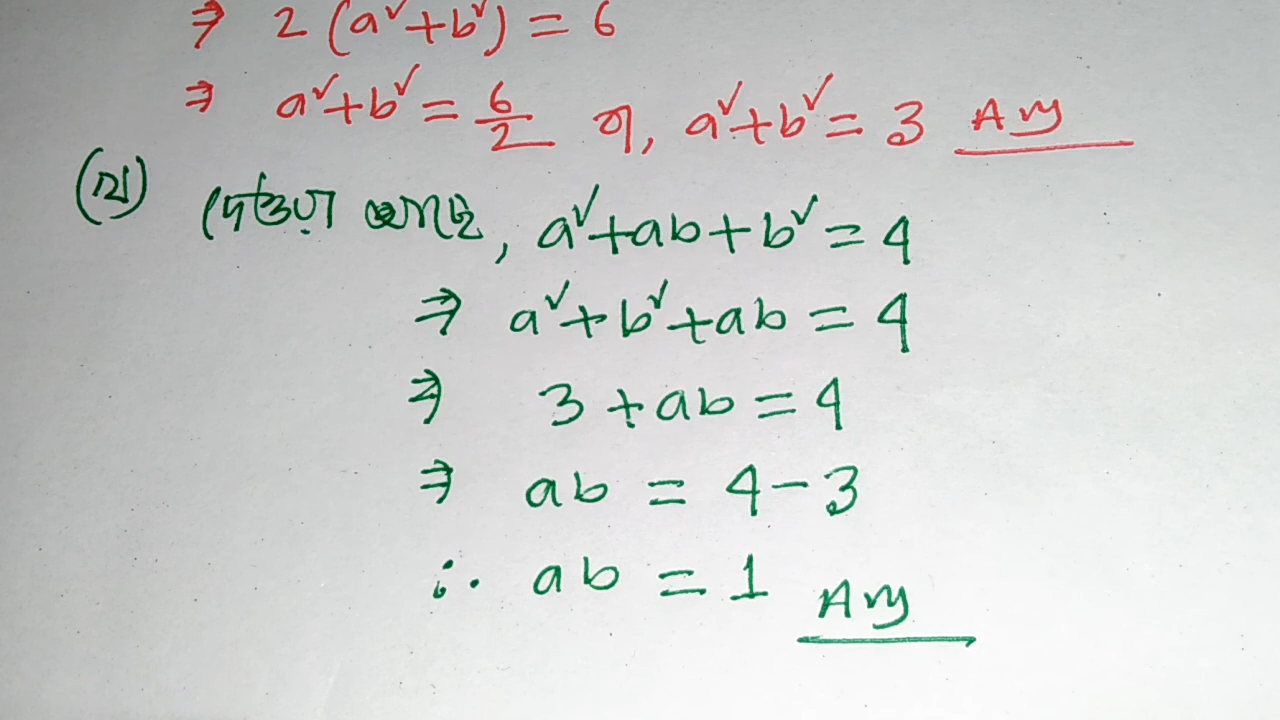 ⇒ 2 (a² + b²) = 6
⇒ a² + b² = 6/2 বা, a² + b² = 3 Ans
(খ) দেওয়া আছে, a² + ab + b² = 4
⇒ a² + b² + ab = 4
⇒ 3 + ab = 4
⇒ ab = 4 - 3
∴ ab = 1 Ans